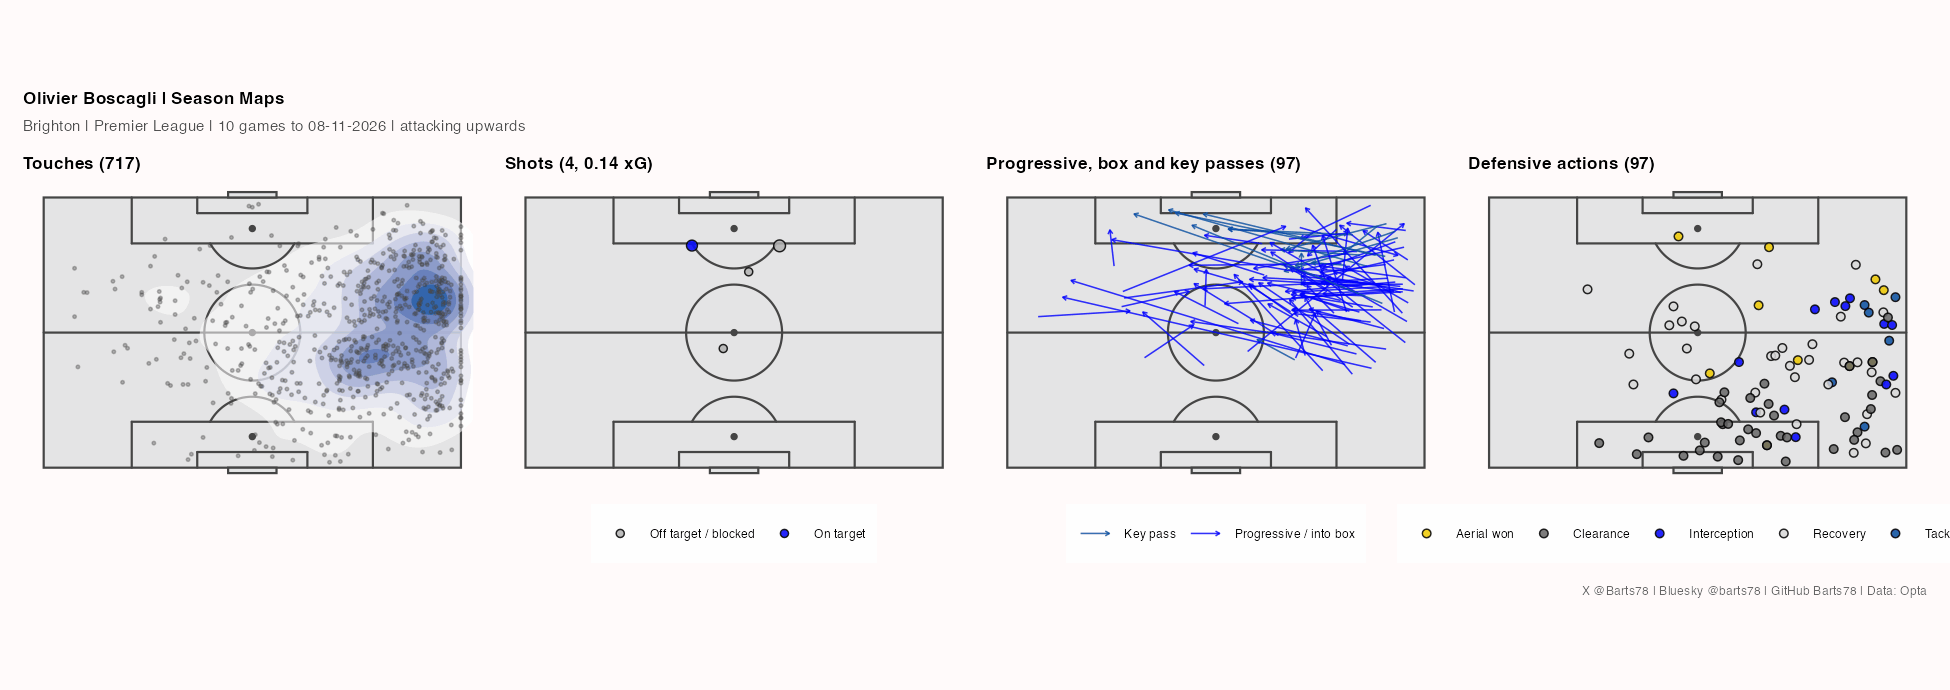 Olivier Boscagli | Season Maps
Brighton | Premier League | 10 games to 08-11-2026 | attacking upwards
Touches (717)
Shots (4, 0.14 xG)
Progressive, box and key passes (97)
Defensive actions (97)
Off target / blocked
On target
Key pass
Progressive / into box
Aerial won
Clearance
Interception
Recovery
Tack
X @Barts78 | Bluesky @barts78 | GitHub Barts78 | Data: Opta